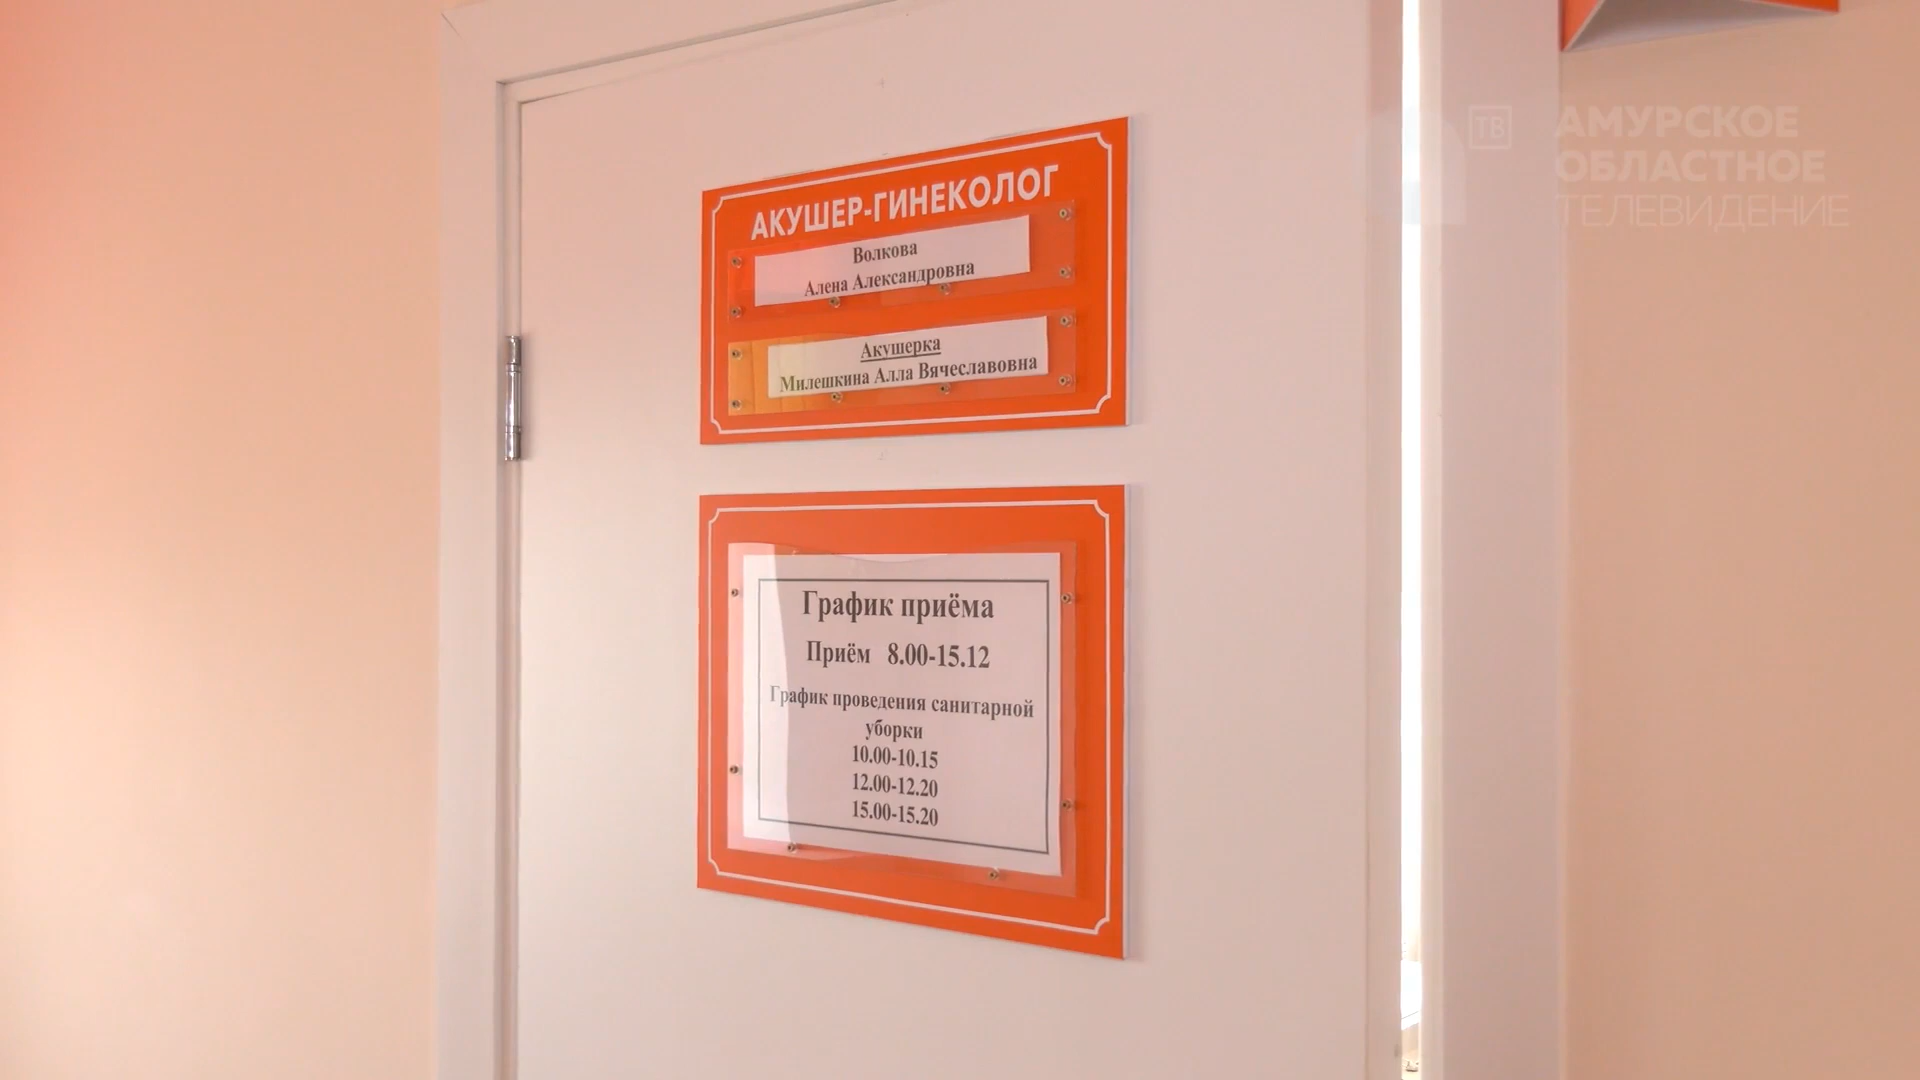 АКУШЕР-ГИНЕКОЛОГ
Волкова
Алена Александровна
Акушерка
Милешкина Алла Вячеславовна
График приёма
Приём 8.00-15.12
График проведения санитарной
уборки
10.00-10.15
12.00-12.20
15.00-15.20
ТВ
АМУРСКОЕ
ОБЛАСТНОЕ
ТЕЛЕВИДЕНИЕ